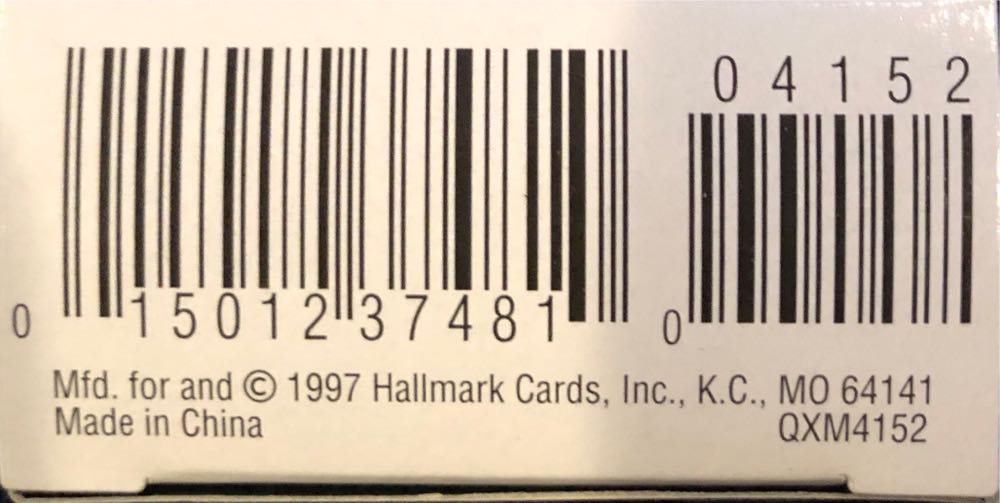 04152
0 15012 37481 0
Mfd. for and © 1997 Hallmark Cards, Inc., K.C., MO 64141
Made in China QXM4152